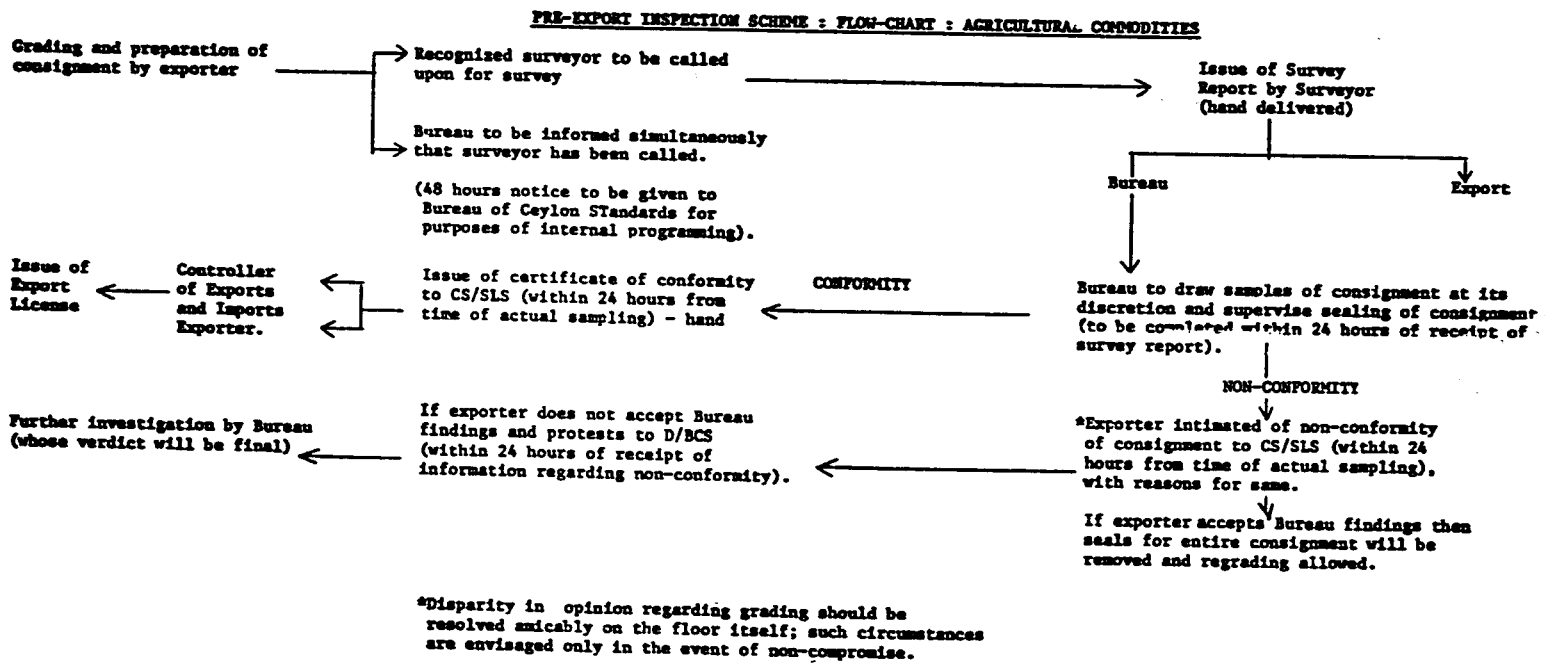 PRE-EXPORT INSPECTION SCHEME : FLOW-CHART : AGRICULTURAL COMMODITIES
Grading and preparation of
consignment by exporter
Recognized surveyor to be called
upon for survey
Issue of Survey
Report by Surveyor
(hand delivered)
Bureau to be informed simultaneously
that surveyor has been called.
(48 hours notice to be given to
Bureau of Ceylon STandards for
purposes of internal programming).
Bureau
Export
Issue of
Export
License
Controller
of Exports
and Imports
Exporter.
Issue of certificate of conformity
to CS/SLS (within 24 hours from
time of actual sampling) - hand
CONFORMITY
Bureau to draw samples of consignment at its
discretion and supervise sealing of consignment
(to be completed within 24 hours of receipt of
survey report).
NON-CONFORMITY
Further investigation by Bureau
(whose verdict will be final)
If exporter does not accept Bureau
findings and protests to D/BCS
(within 24 hours of receipt of
information regarding non-conformity).
*Exporter intimated of non-conformity
of consignment to CS/SLS (within 24
hours from time of actual sampling),
with reasons for same.
If exporter accepts Bureau findings then
seals for entire consignment will be
removed and regrading allowed.
*Disparity in opinion regarding grading should be
resolved amicably on the floor itself; such circumstances
are envisaged only in the event of non-compromise.